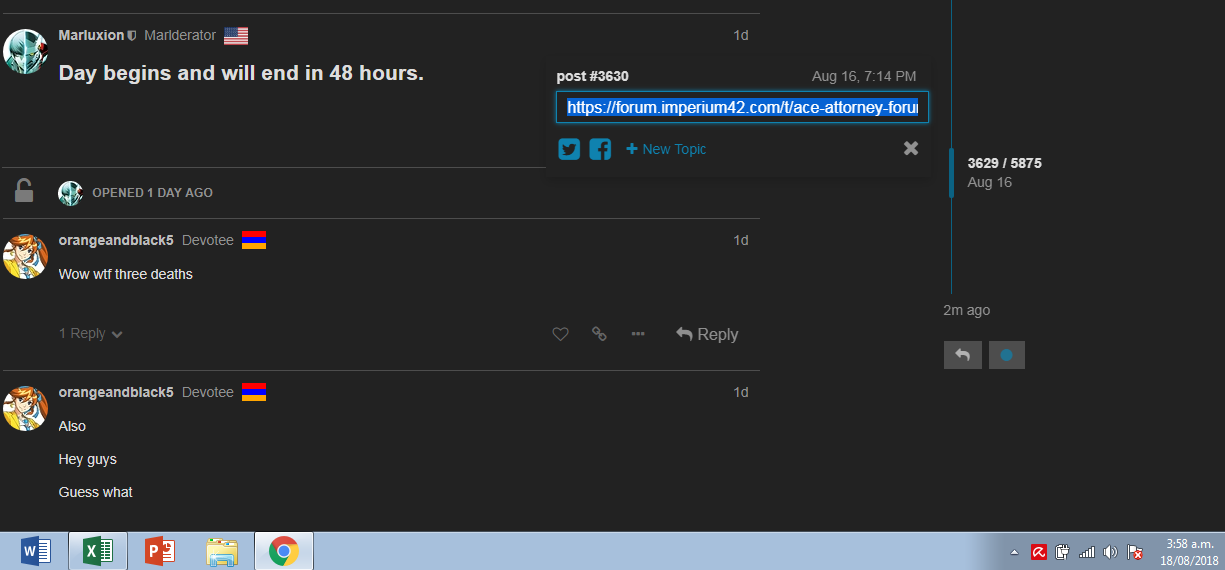 Marluxion Marlderator
1d
Day begins and will end in 48 hours.
post #3630
Aug 16, 7:14 PM
https://forum.imperium42.com/t/ace-attorney-forur
+ New Topic
3629 / 5875
Aug 16
OPENED 1 DAY AGO
orangeandblack5 Devotee
1d
Wow wtf three deaths
1 Reply
Reply
2m ago
orangeandblack5 Devotee
1d
Also
Hey guys
Guess what
3:58 a.m.
18/08/2018